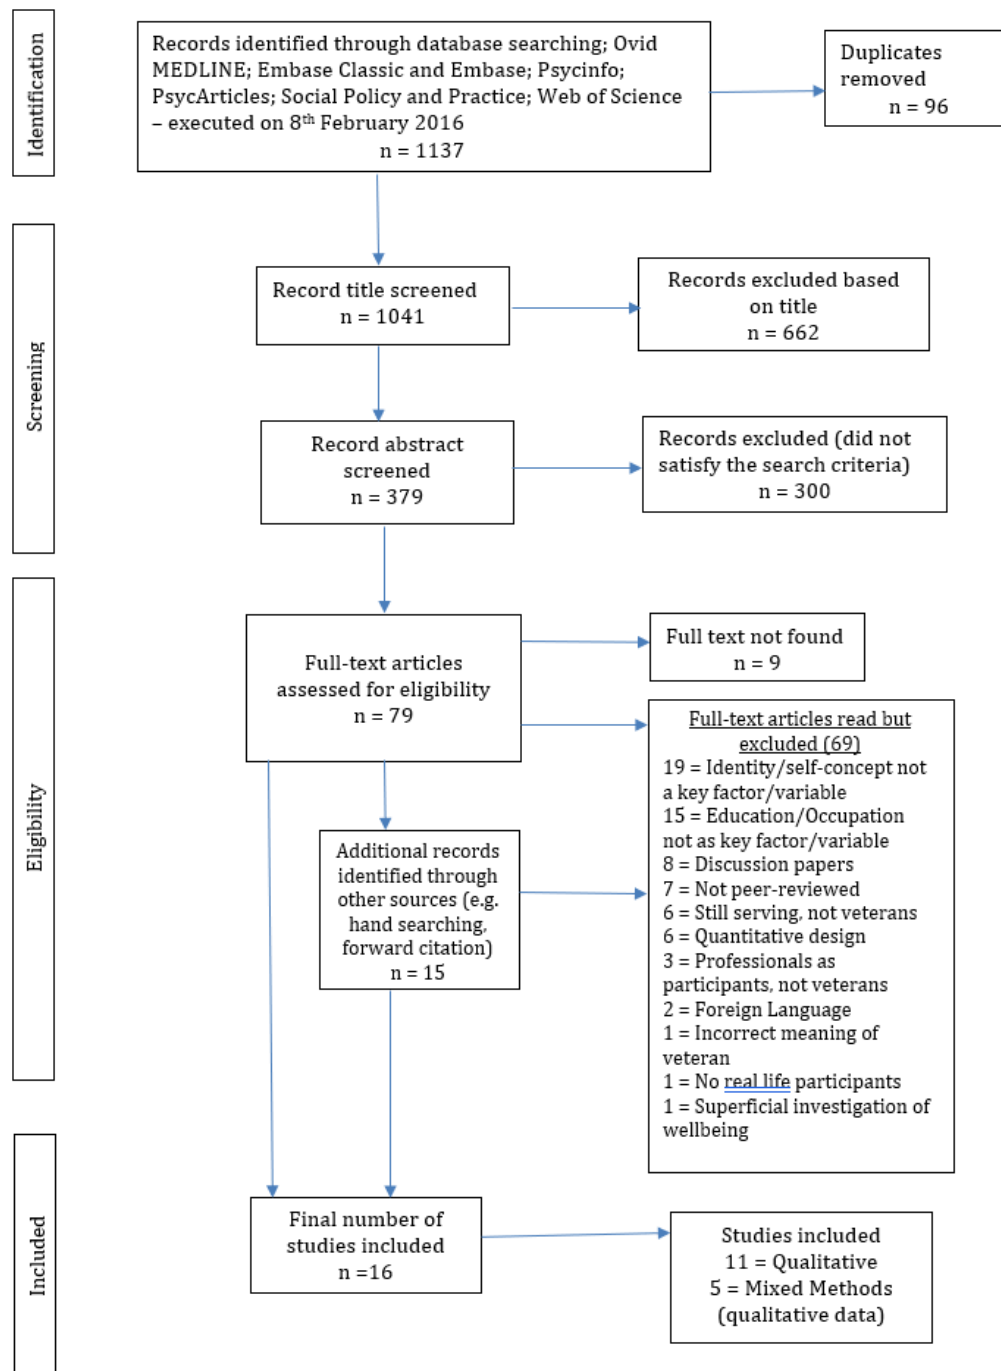 Identification
Records identified through database searching; Ovid
MEDLINE; Embase Classic and Embase; Psycinfo;
PsycArticles; Social Policy and Practice; Web of Science
– executed on 8th February 2016
n = 1137
Duplicates
removed
n = 96
Screening
Record title screened
n = 1041
Records excluded based
on title
n = 662
Record abstract
screened
n = 379
Records excluded (did not
satisfy the search criteria)
n = 300
Eligibility
Full-text articles
assessed for eligibility
n = 79
Full text not found
n = 9
Additional records
identified through
other sources (e.g.
hand searching,
forward citation)
n = 15
Full-text articles read but
excluded (69)
19 = Identity/self-concept not
a key factor/variable
15 = Education/Occupation
not as key factor/variable
8 = Discussion papers
7 = Not peer-reviewed
6 = Still serving, not veterans
6 = Quantitative design
3 = Professionals as
participants, not veterans
2 = Foreign Language
1 = Incorrect meaning of
veteran
1 = No real life participants
1 = Superficial investigation of
wellbeing
Included
Final number of
studies included
n =16
Studies included
11 = Qualitative
5 = Mixed Methods
(qualitative data)